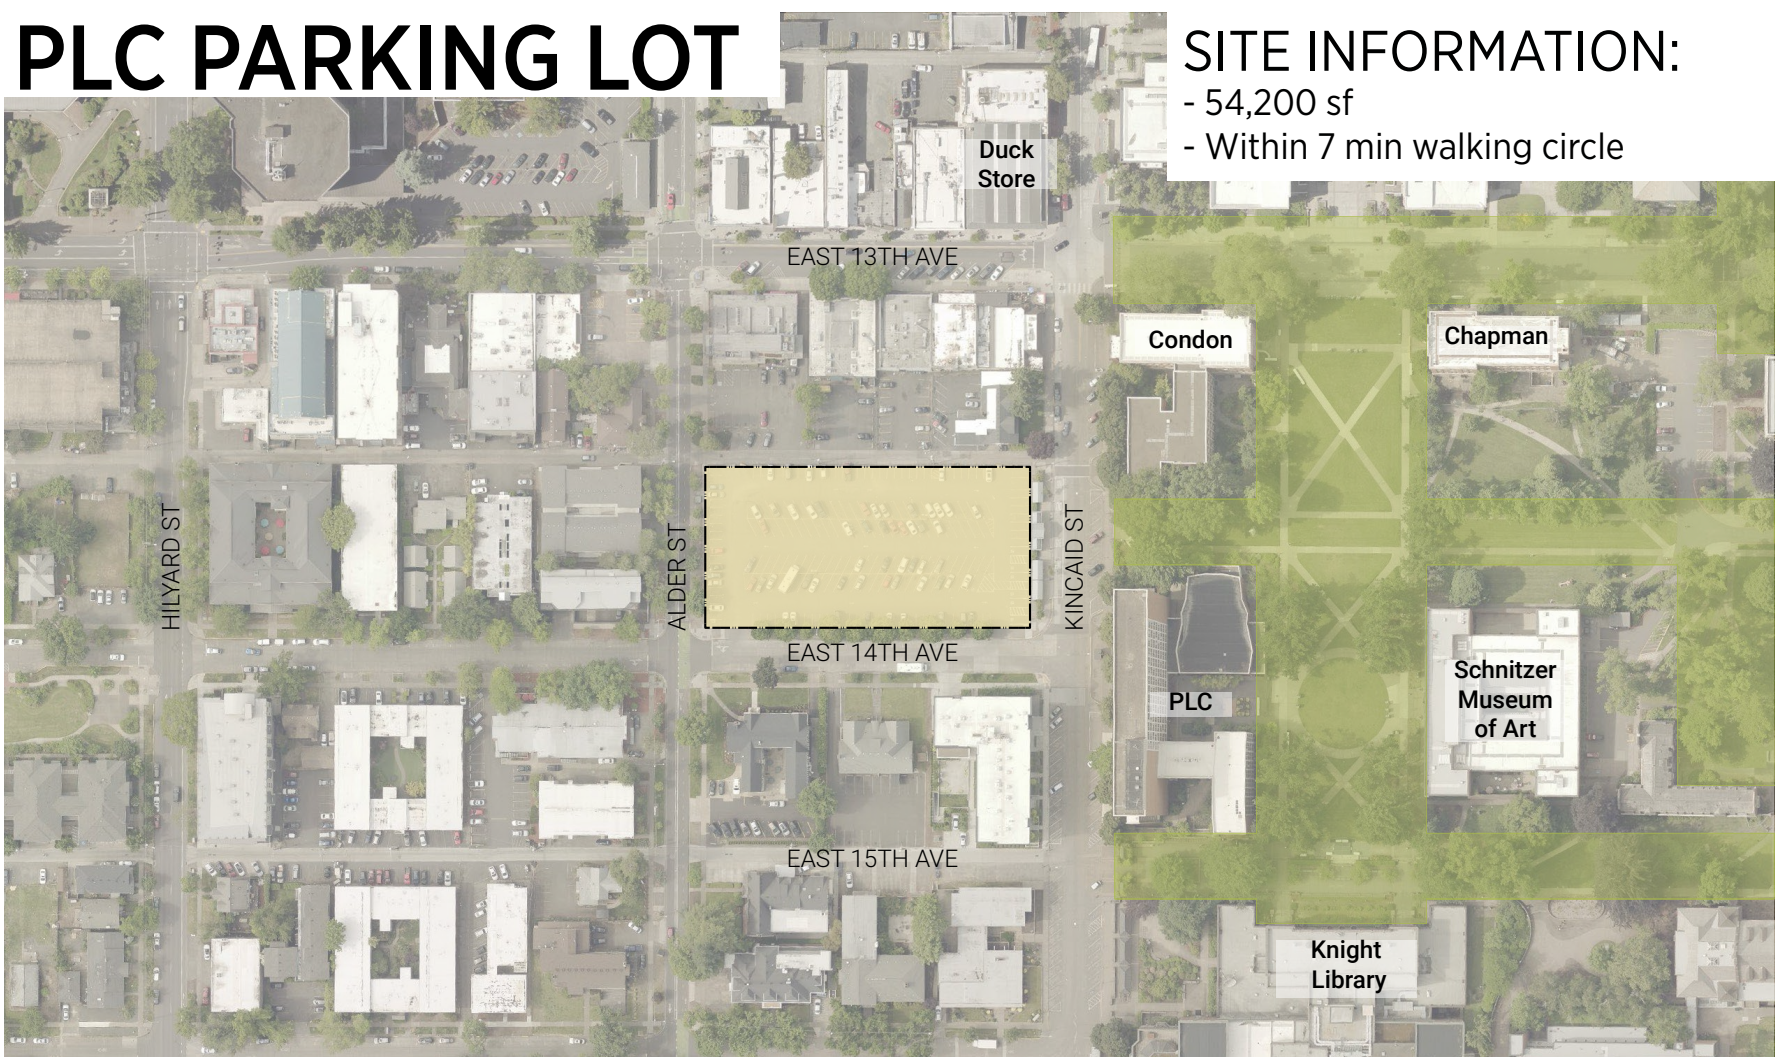 PLC PARKING LOT
SITE INFORMATION:
- 54,200 sf
- Within 7 min walking circle
Duck
Store
EAST 13TH AVE
Condon
Chapman
HILYARD ST
ALDER ST
KINCAID ST
EAST 14TH AVE
PLC
Schnitzer
Museum
of Art
EAST 15TH AVE
Knight
Library